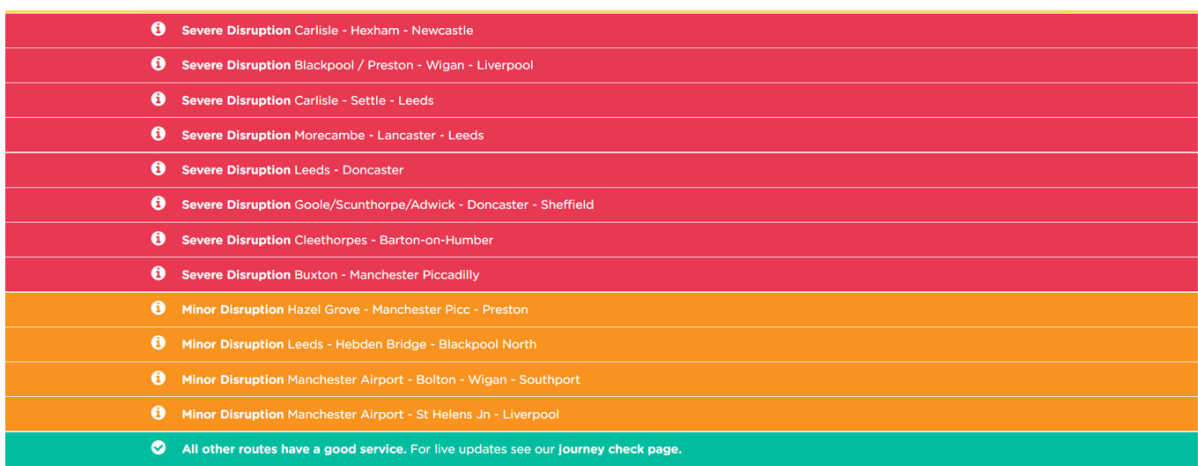 Severe Disruption Carlisle - Hexham - Newcastle
Severe Disruption Blackpool / Preston - Wigan - Liverpool
Severe Disruption Carlisle - Settle - Leeds
Severe Disruption Morecambe - Lancaster - Leeds
Severe Disruption Leeds - Doncaster
Severe Disruption Goole/Scunthorpe/Adwick - Doncaster - Sheffield
Severe Disruption Cleethorpes - Barton-on-Humber
Severe Disruption Buxton - Manchester Piccadilly
Minor Disruption Hazel Grove - Manchester Picc - Preston
Minor Disruption Leeds - Hebden Bridge - Blackpool North
Minor Disruption Manchester Airport - Bolton - Wigan - Southport
Minor Disruption Manchester Airport - St Helens Jn - Liverpool
All other routes have a good service. For live updates see our journey check page.